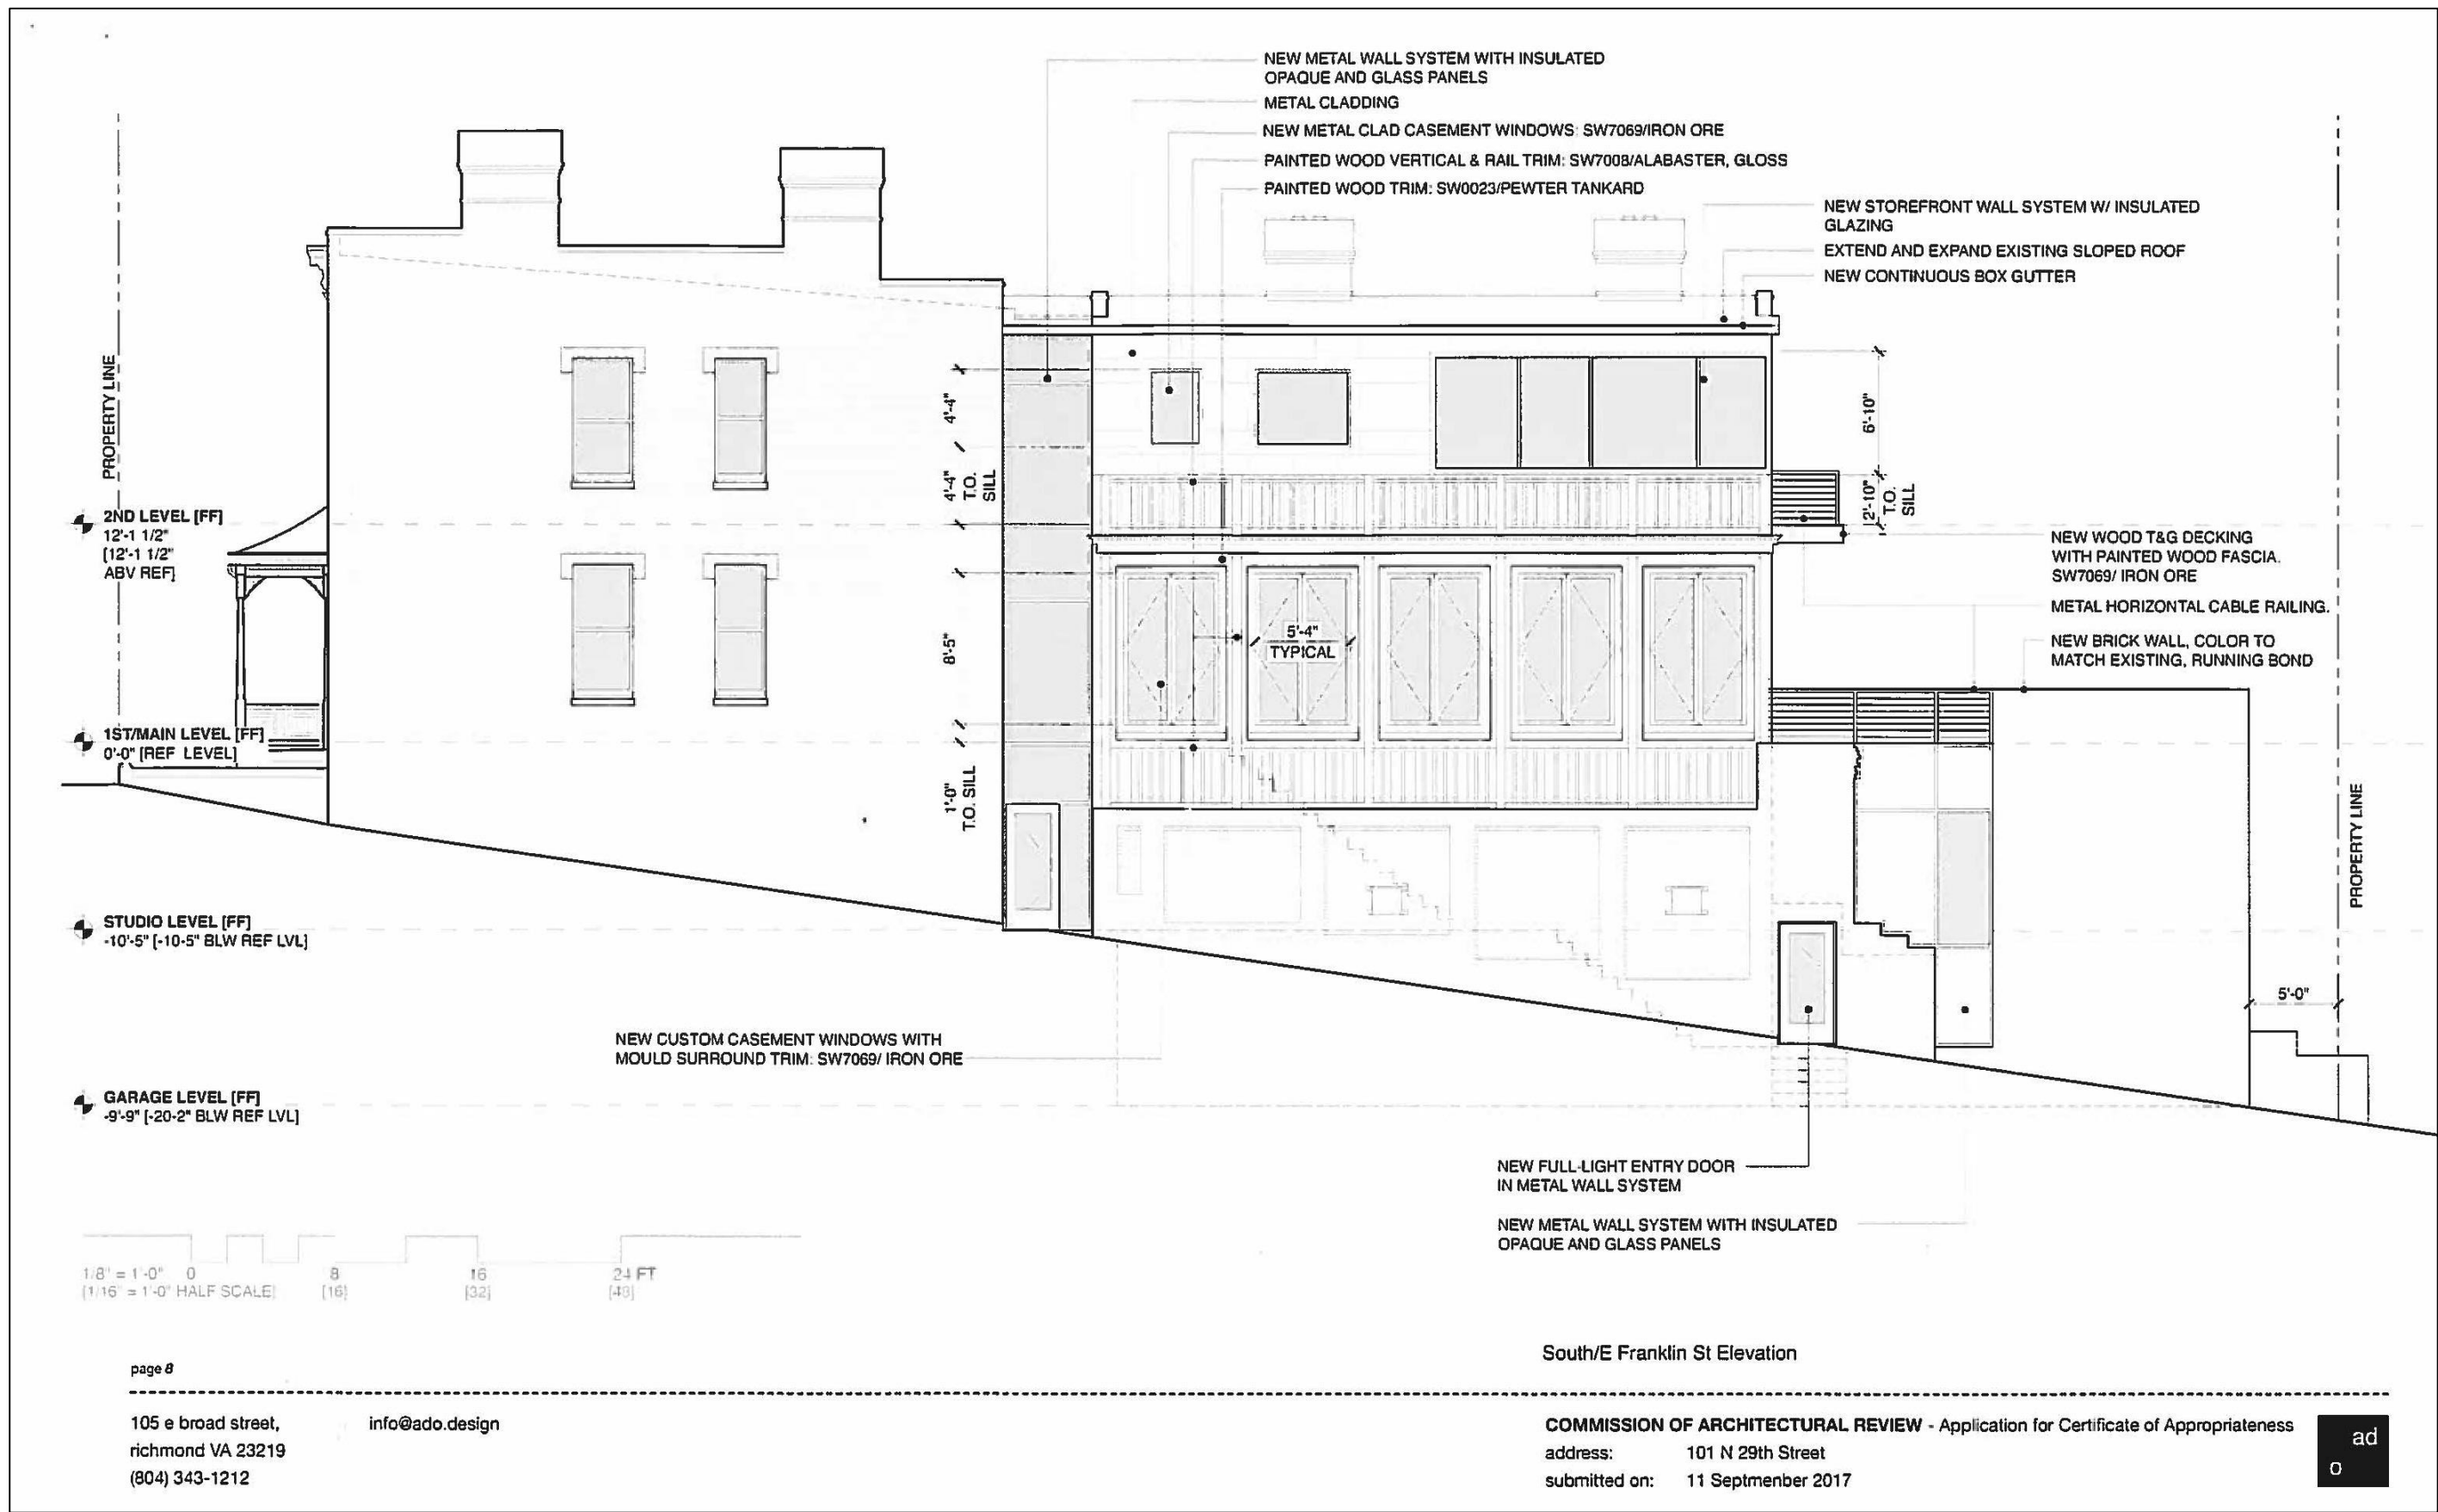 NEW METAL WALL SYSTEM WITH INSULATED
OPAQUE AND GLASS PANELS
METAL CLADDING
NEW METAL CLAD CASEMENT WINDOWS: SW7069/IRON ORE
PAINTED WOOD VERTICAL & RAIL TRIM: SW7008/ALABASTER, GLOSS
PAINTED WOOD TRIM: SW0023/PEWTER TANKARD
NEW STOREFRONT WALL SYSTEM W/ INSULATED
GLAZING
EXTEND AND EXPAND EXISTING SLOPED ROOF
NEW CONTINUOUS BOX GUTTER
PROPERTY LINE
4'-4"
6'-10"
4'-4"
T.O.
SILL
2'-10"
T.O.
SILL
2ND LEVEL [FF]
12'-1 1/2"
[12'-1 1/2"
ABV REF]
NEW WOOD T&G DECKING
WITH PAINTED WOOD FASCIA.
SW7069/ IRON ORE
METAL HORIZONTAL CABLE RAILING.
NEW BRICK WALL, COLOR TO
MATCH EXISTING, RUNNING BOND
8'-5"
5'-4"
TYPICAL
1ST/MAIN LEVEL [FF]
0'-0" [REF LEVEL]
1'-0"
T.O. SILL
PROPERTY LINE
STUDIO LEVEL [FF]
-10'-5" [-10-5" BLW REF LVL]
5'-0"
NEW CUSTOM CASEMENT WINDOWS WITH
MOULD SURROUND TRIM: SW7069/ IRON ORE
GARAGE LEVEL [FF]
-9'-9" [-20-2" BLW REF LVL]
NEW FULL-LIGHT ENTRY DOOR
IN METAL WALL SYSTEM
NEW METAL WALL SYSTEM WITH INSULATED
OPAQUE AND GLASS PANELS
1/8" = 1'-0" 0 8 16 24 FT
[1/16" = 1'-0" HALF SCALE] [16] [32] [48]
South/E Franklin St Elevation
page 8
105 e broad street,
richmond VA 23219
(804) 343-1212
info@ado.design
COMMISSION OF ARCHITECTURAL REVIEW - Application for Certificate of Appropriateness
address: 101 N 29th Street
submitted on: 11 Septmenber 2017
ad
o